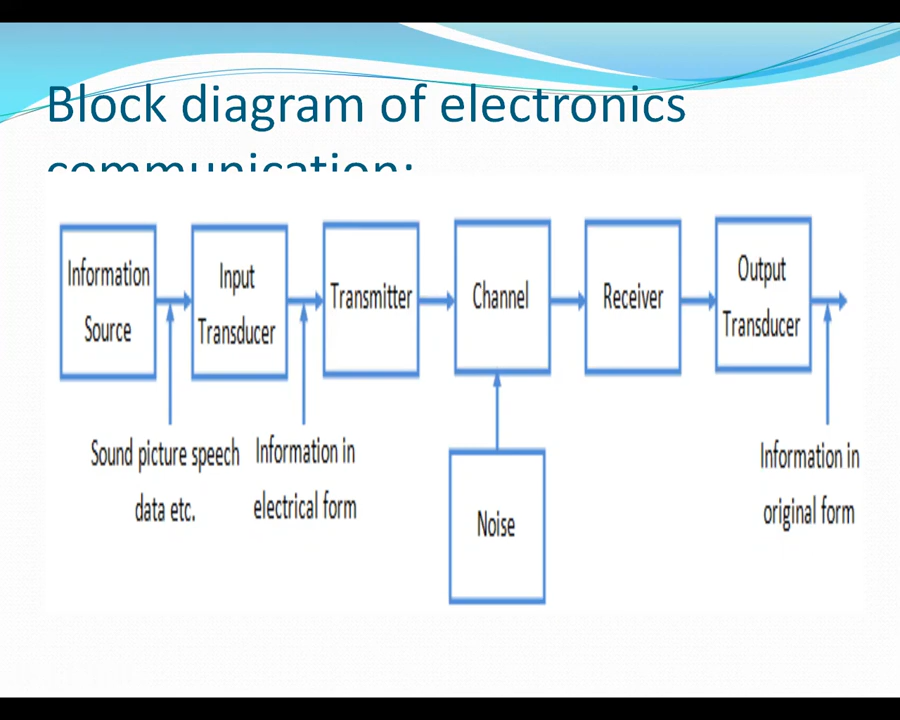 Block diagram of electronics
communication:
Information
Source
Input
Transducer
Transmitter
Channel
Receiver
Output
Transducer
Sound picture speech
data etc.
Information in
electrical form
Noise
Information in
original form